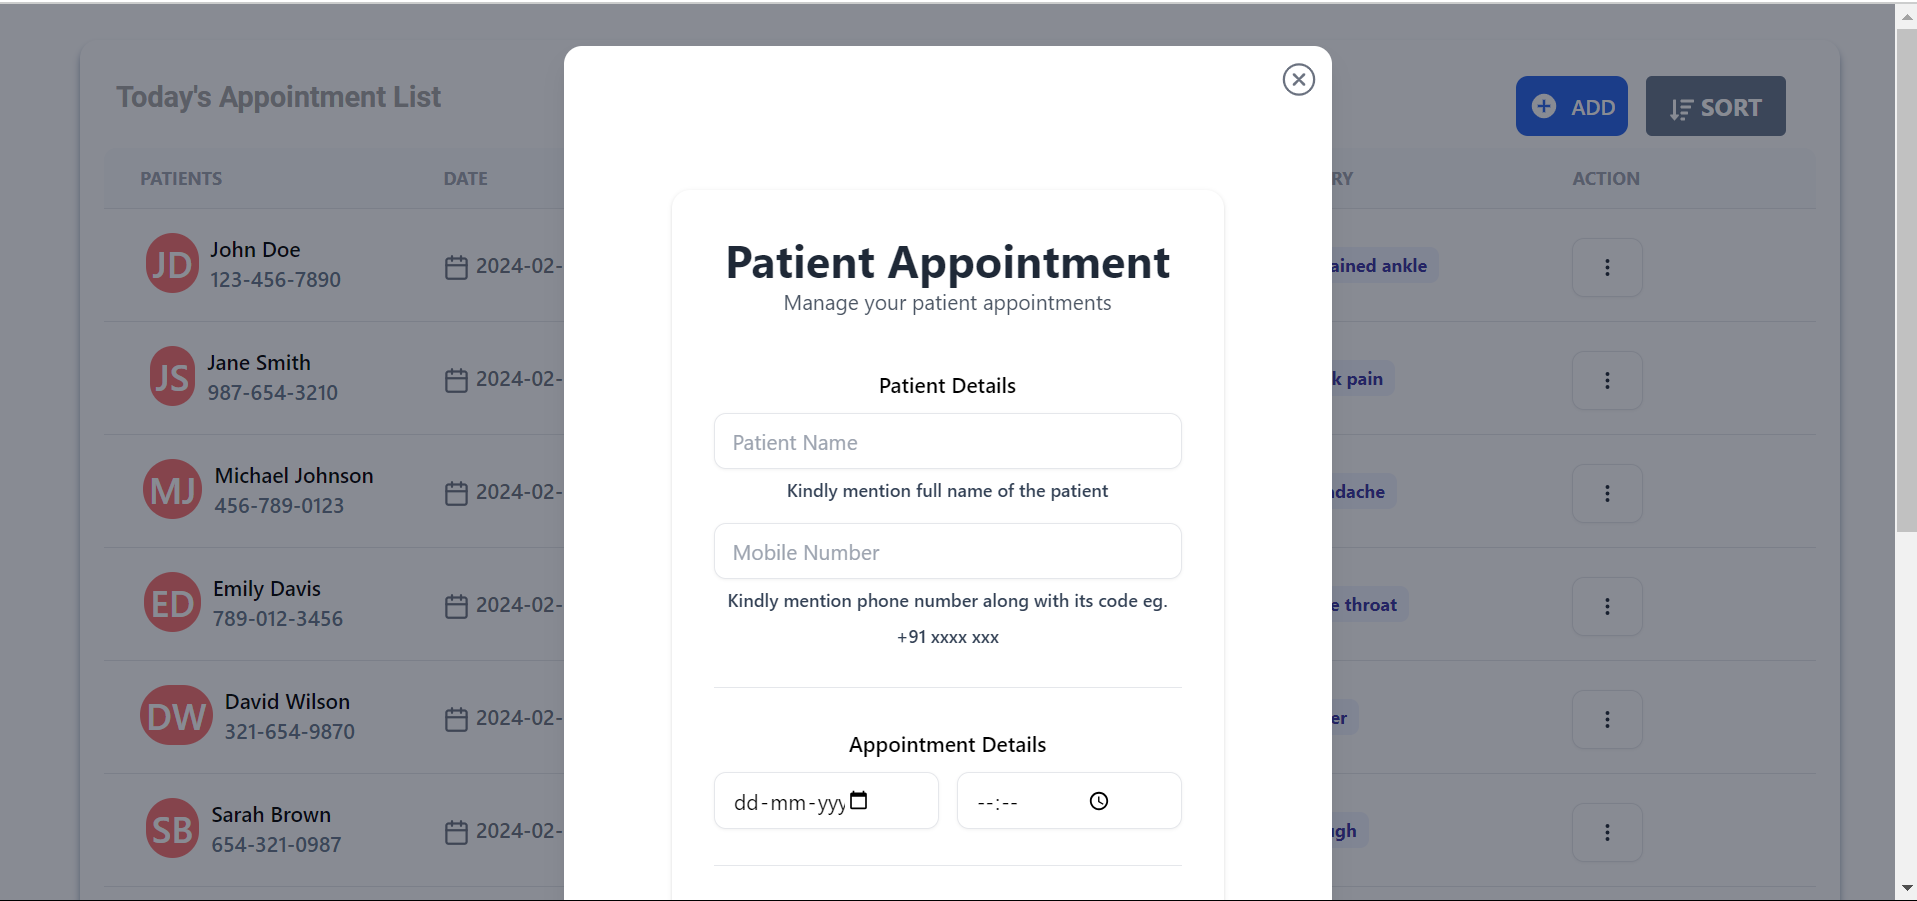 Today's Appointment List
ADD
SORT
PATIENTS
DATE
RY
ACTION
JD
John Doe
123-456-7890
2024-02-
ained ankle
JS
Jane Smith
987-654-3210
2024-02-
k pain
MJ
Michael Johnson
456-789-0123
2024-02-
dache
ED
Emily Davis
789-012-3456
2024-02-
e throat
DW
David Wilson
321-654-9870
2024-02-
er
SB
Sarah Brown
654-321-0987
2024-02-
ugh
Patient Appointment
Manage your patient appointments
Patient Details
Patient Name
Kindly mention full name of the patient
Mobile Number
Kindly mention phone number along with its code eg.
+91 xxxx xxx
Appointment Details
dd-mm-yyy
--:--